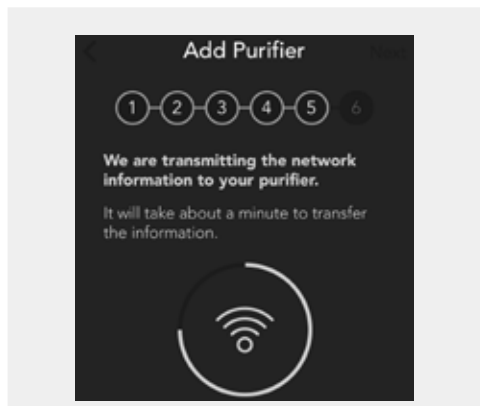 Add Purifier Next
1 2 3 4 5 6
We are transmitting the network
information to your purifier.
It will take about a minute to transfer
the information.